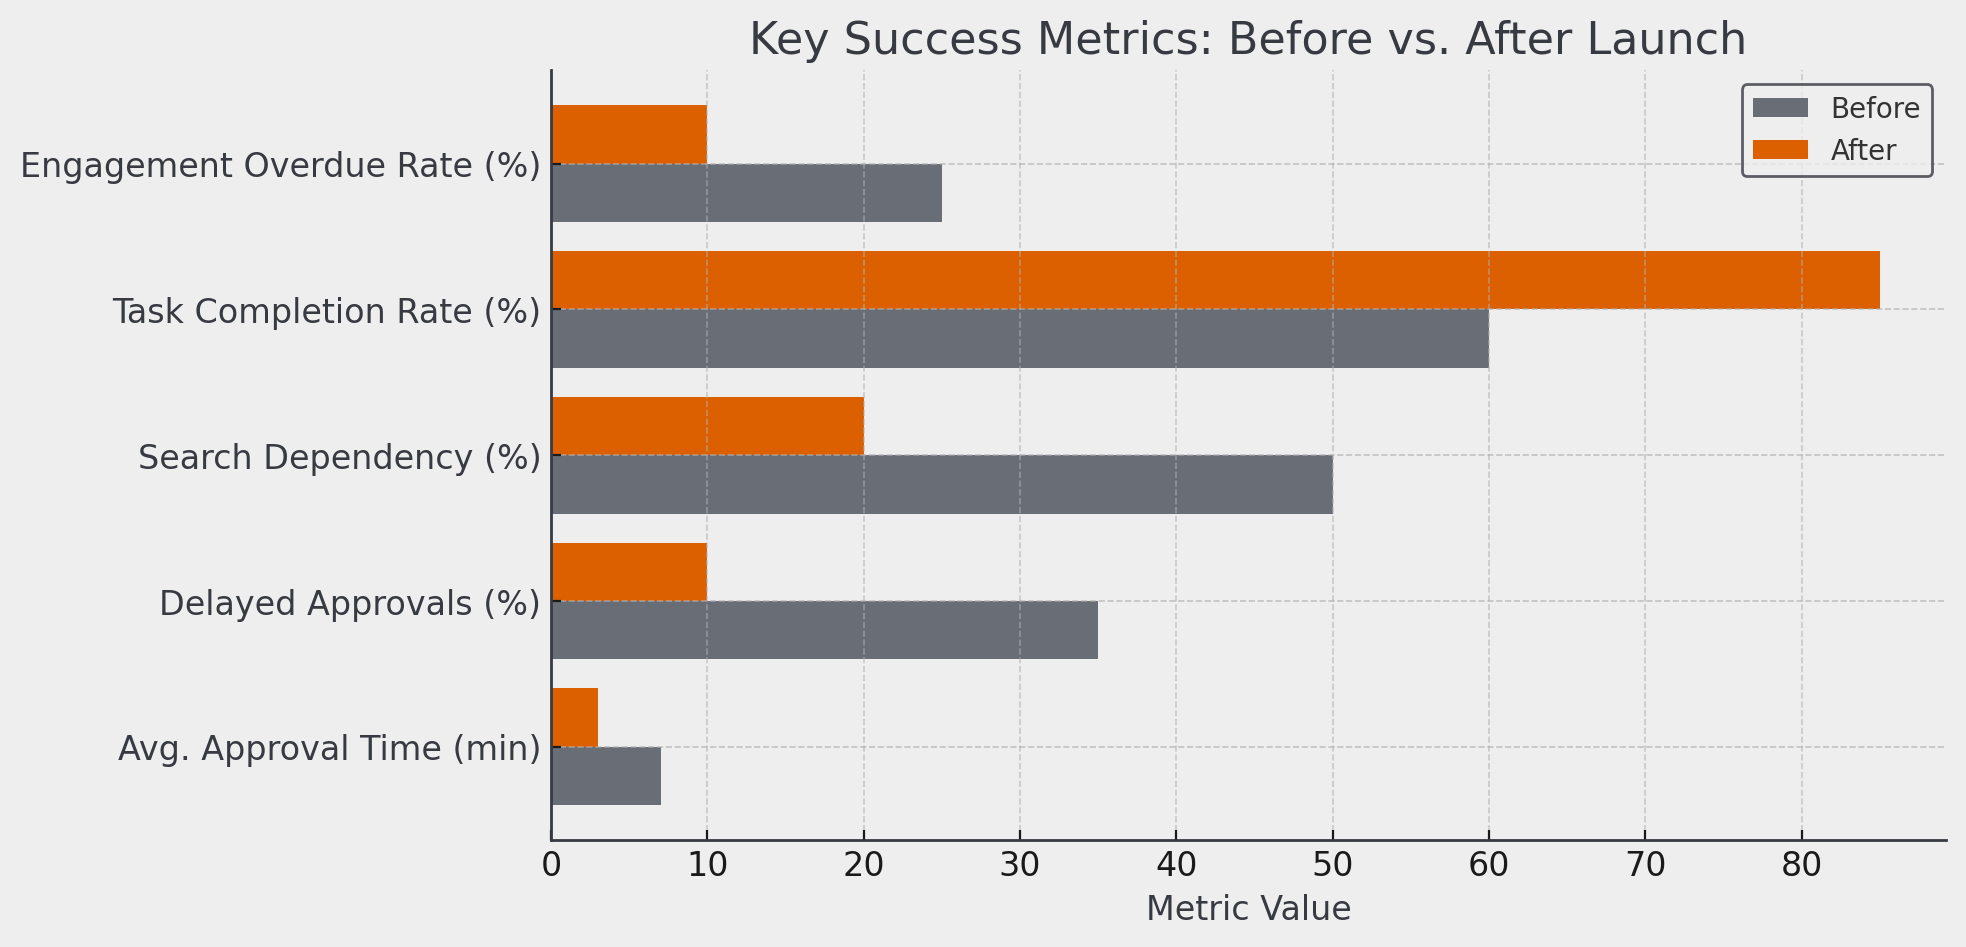 Key Success Metrics: Before vs. After Launch
Before
After
Engagement Overdue Rate (%)
Task Completion Rate (%)
Search Dependency (%)
Delayed Approvals (%)
Avg. Approval Time (min)
0 10 20 30 40 50 60 70 80
Metric Value